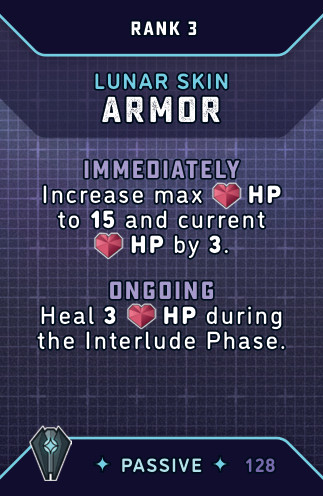 RANK 3
LUNAR SKIN
ARMOR
IMMEDIATELY
Increase max HP
to 15 and current
HP by 3.
ONGOING
Heal 3 HP during
the Interlude Phase.
PASSIVE 128